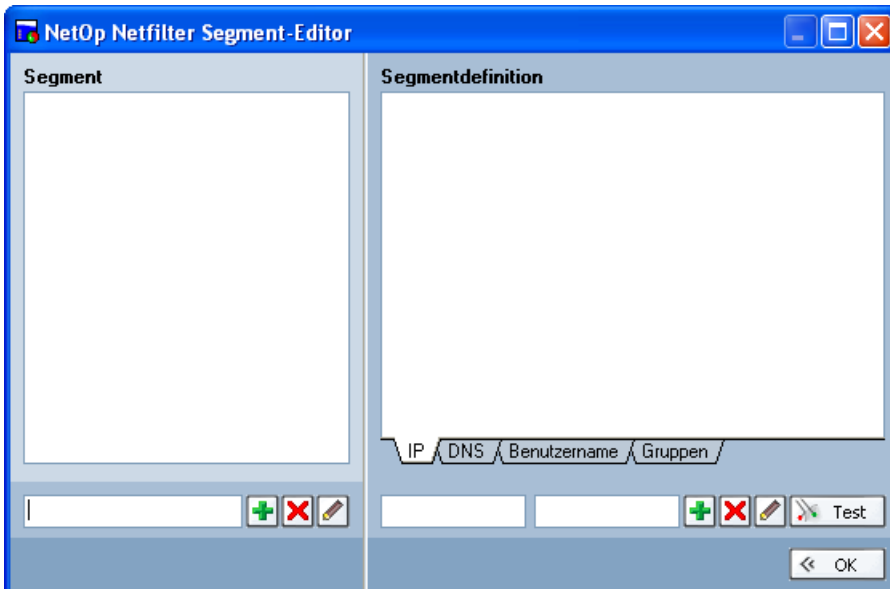 NetOp Netfilter Segment-Editor
Segment
Segmentdefinition
IP
DNS
Benutzername
Gruppen
Test
OK